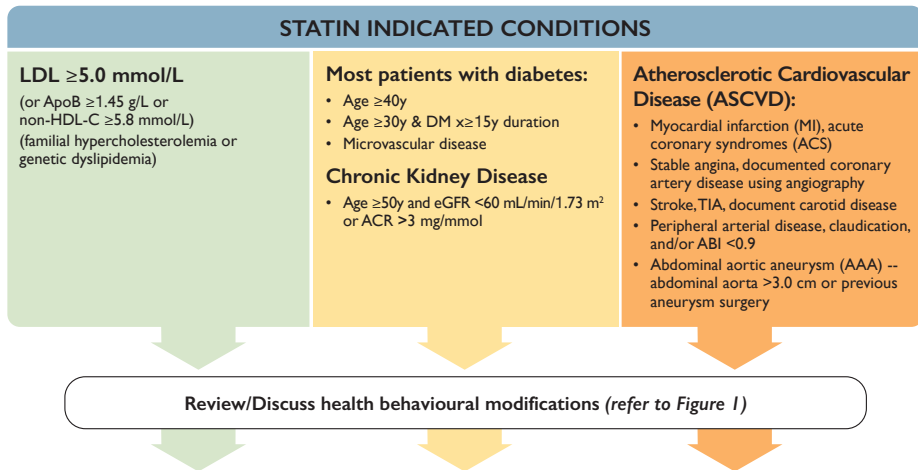 STATIN INDICATED CONDITIONS
LDL ≥5.0 mmol/L
(or ApoB ≥1.45 g/L or
non-HDL-C ≥5.8 mmol/L)
(familial hypercholesterolemia or
genetic dyslipidemia)
Most patients with diabetes:
• Age ≥40y
• Age ≥30y & DM x≥15y duration
• Microvascular disease
Chronic Kidney Disease
• Age ≥50y and eGFR <60 mL/min/1.73 m²
or ACR >3 mg/mmol
Atherosclerotic Cardiovascular
Disease (ASCVD):
• Myocardial infarction (MI), acute
coronary syndromes (ACS)
• Stable angina, documented coronary
artery disease using angiography
• Stroke, TIA, document carotid disease
• Peripheral arterial disease, claudication,
and/or ABI <0.9
• Abdominal aortic aneurysm (AAA) --
abdominal aorta >3.0 cm or previous
aneurysm surgery
Review/Discuss health behavioural modifications (refer to Figure 1)